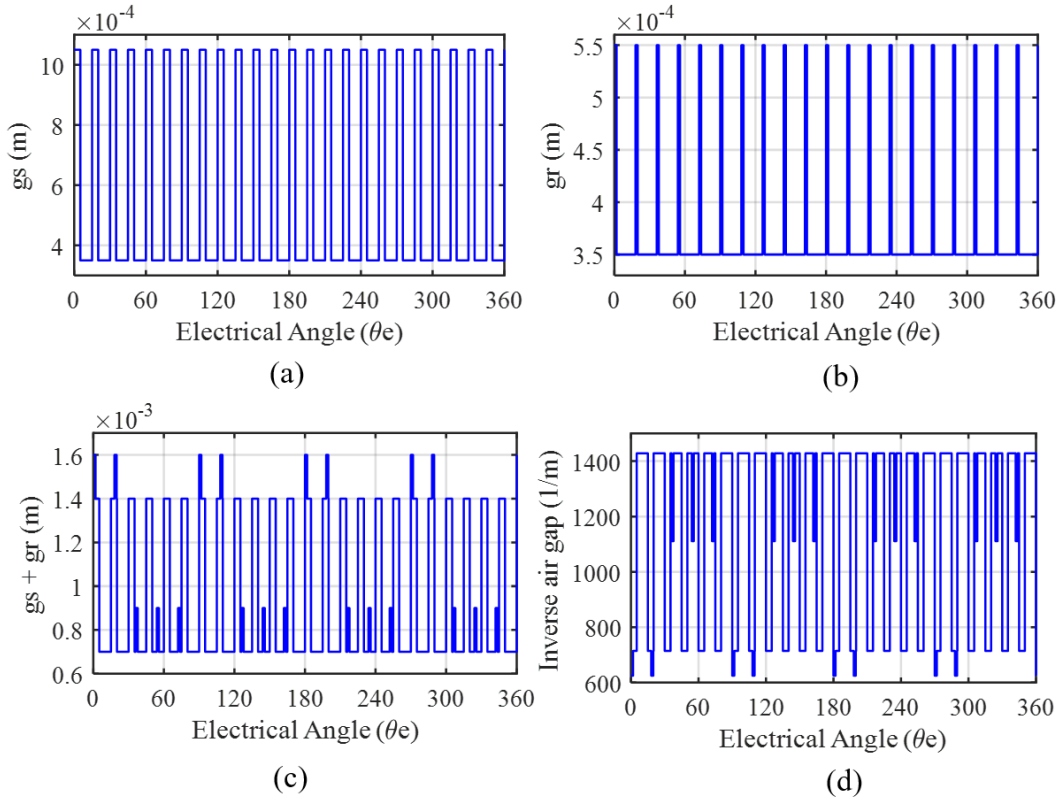 ×10⁻⁴
10
8
6
4
gs (m)
0 60 120 180 240 300 360
Electrical Angle (θe)
(a)
×10⁻⁴
5.5
5
4.5
4
3.5
gr (m)
0 60 120 180 240 300 360
Electrical Angle (θe)
(b)
×10⁻³
1.6
1.4
1.2
1
0.8
0.6
gs + gr (m)
0 60 120 180 240 300 360
Electrical Angle (θe)
(c)
1400
1200
1000
800
600
Inverse air gap (1/m)
0 60 120 180 240 300 360
Electrical Angle (θe)
(d)